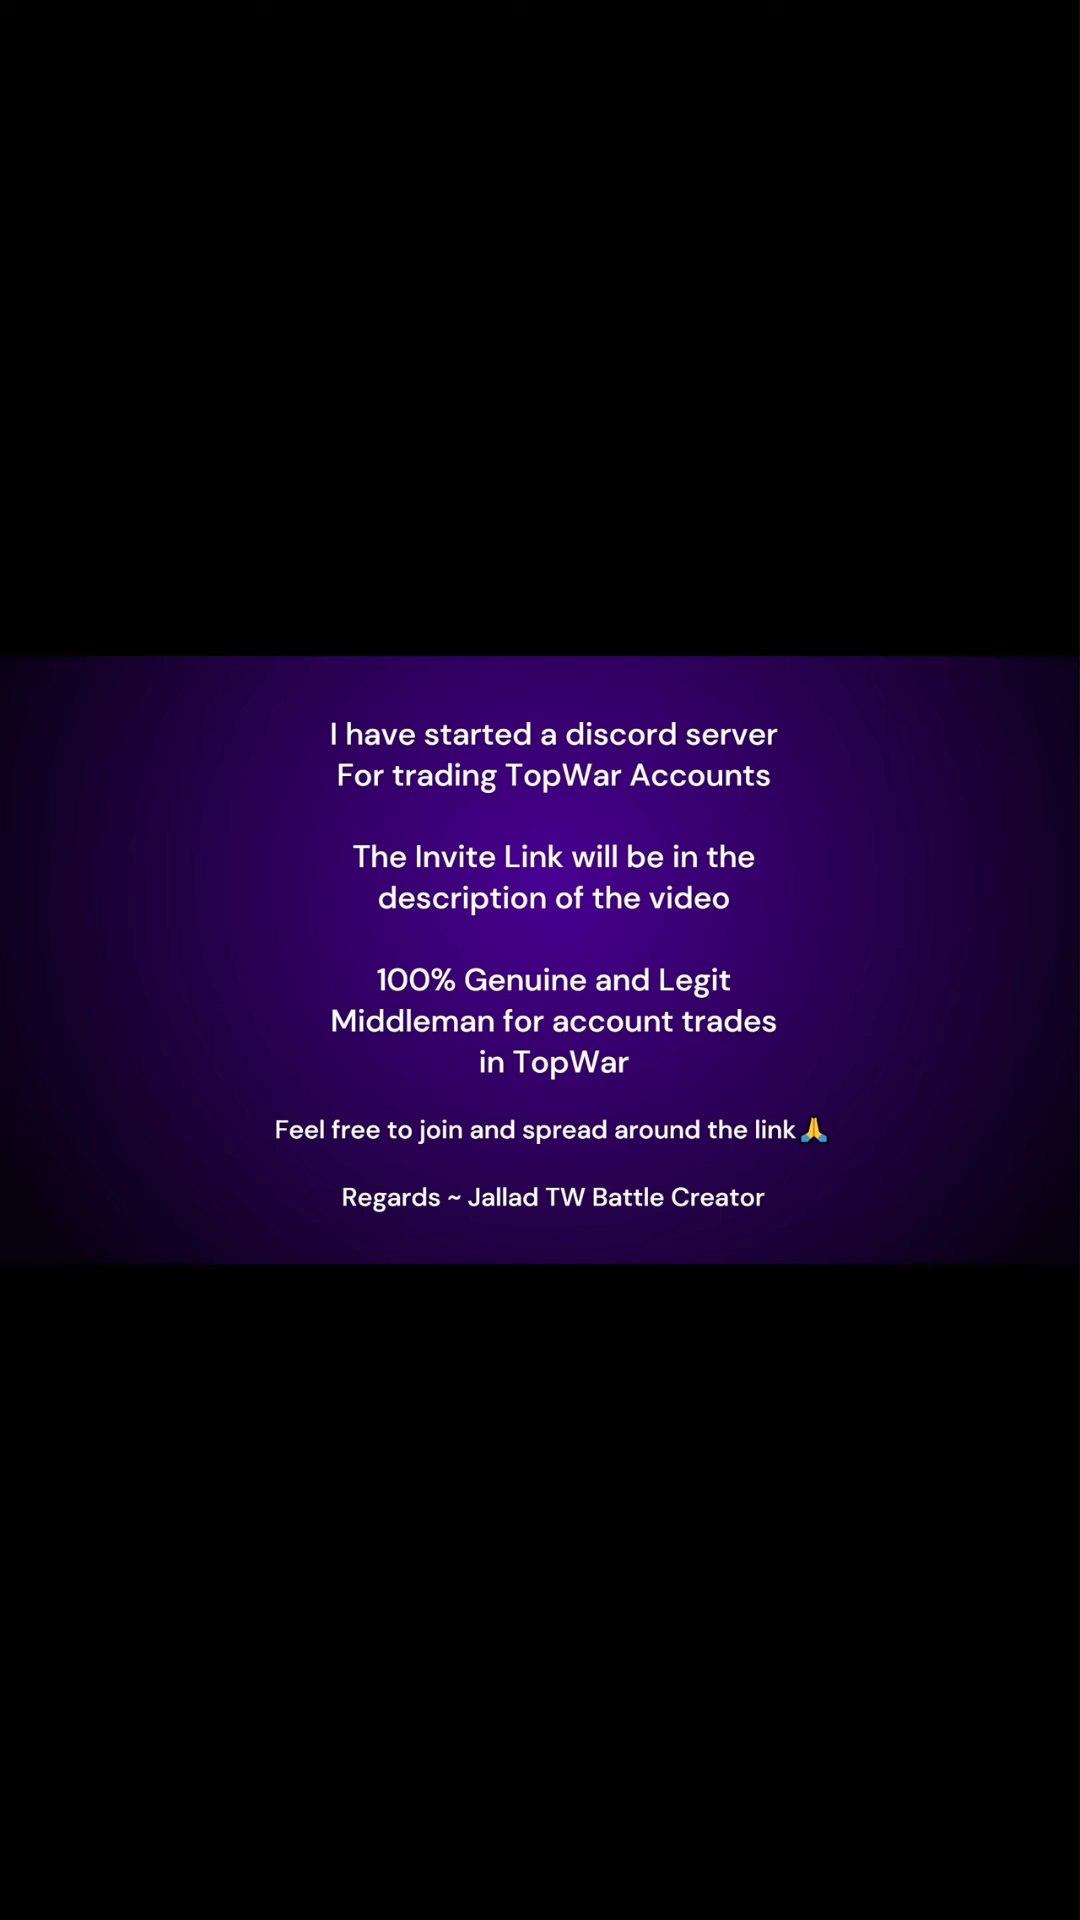 I have started a discord server
For trading TopWar Accounts
The Invite Link will be in the
description of the video
100% Genuine and Legit
Middleman for account trades
in TopWar
Feel free to join and spread around the link🙏
Regards ~ Jallad TW Battle Creator